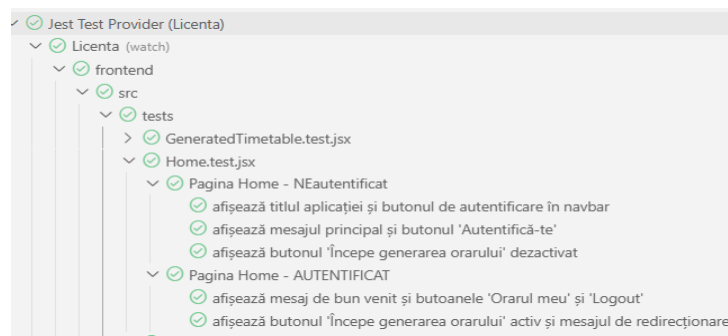 Jest Test Provider (Licenta)
Licenta (watch)
frontend
src
tests
GeneratedTimetable.test.jsx
Home.test.jsx
Pagina Home - NEautentificat
afișează titlul aplicației și butonul de autentificare în navbar
afișează mesajul principal și butonul 'Autentifică-te'
afișează butonul 'Începe generarea orarului' dezactivat
Pagina Home - AUTENTIFICAT
afișează mesaj de bun venit și butoanele 'Orarul meu' și 'Logout'
afișează butonul 'Începe generarea orarului' activ și mesajul de redirecționare